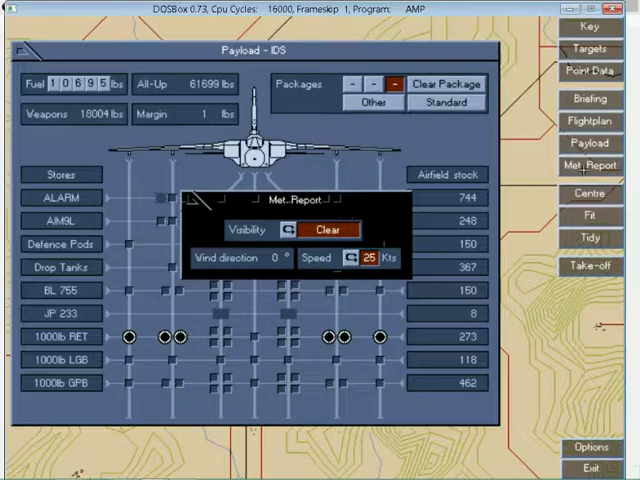 DOSBox 0.73, Cpu Cycles: 16000, Frameskip 1, Program: AMP
Payload - IDS
Fuel 10695 lbs
All-Up 61699 lbs
Packages - - - Clear Package
Other Standard
Weapons 18004 lbs
Margin 1 lbs
Stores
Airfield stock
ALARM 744
AIM9L 248
Defence Pods 150
Drop Tanks 367
BL 755 150
JP 233 8
1000lb RET 273
1000lb LGB 118
1000lb GPB 462
Met. Report
Visibility Clear
Wind direction 0 °
Speed 25 Kts
Key
Targets
Point Data
Briefing
Flightplan
Payload
Met. Report
Centre
Fit
Tidy
Take-off
Options
Exit